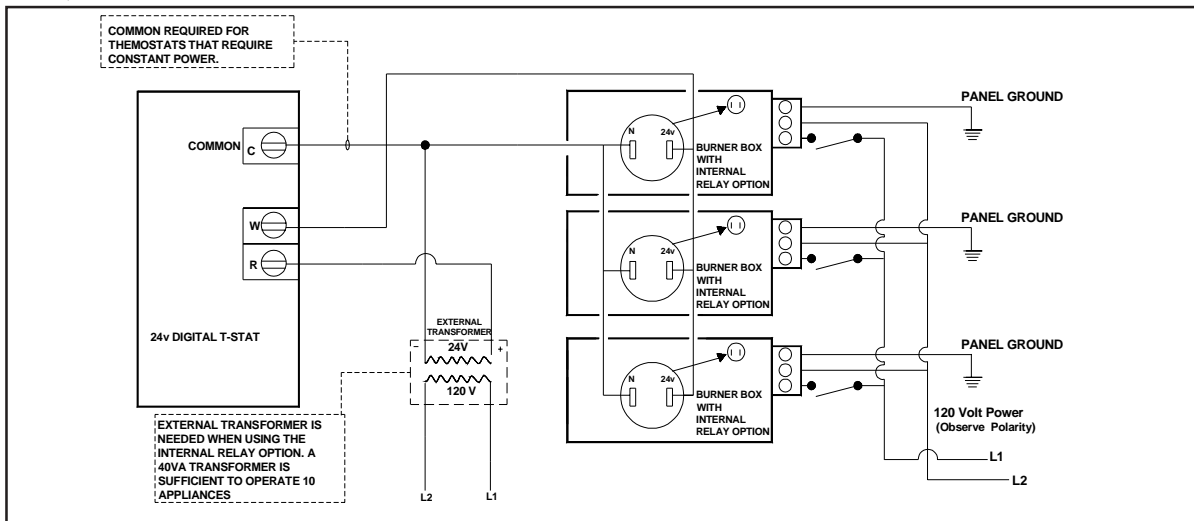 COMMON REQUIRED FOR
THEMOSTATS THAT REQUIRE
CONSTANT POWER.
COMMON
C
W
R
24v DIGITAL T-STAT
EXTERNAL
TRANSFORMER
-
24V
+
120 V
EXTERNAL TRANSFORMER IS
NEEDED WHEN USING THE
INTERNAL RELAY OPTION. A
40VA TRANSFORMER IS
SUFFICIENT TO OPERATE 10
APPLIANCES
L2
L1
N
24v
BURNER BOX
WITH
INTERNAL
RELAY OPTION
PANEL GROUND
N
24v
BURNER BOX
WITH
INTERNAL
RELAY OPTION
PANEL GROUND
N
24v
BURNER BOX
WITH
INTERNAL
RELAY OPTION
PANEL GROUND
120 Volt Power
(Observe Polarity)
L1
L2